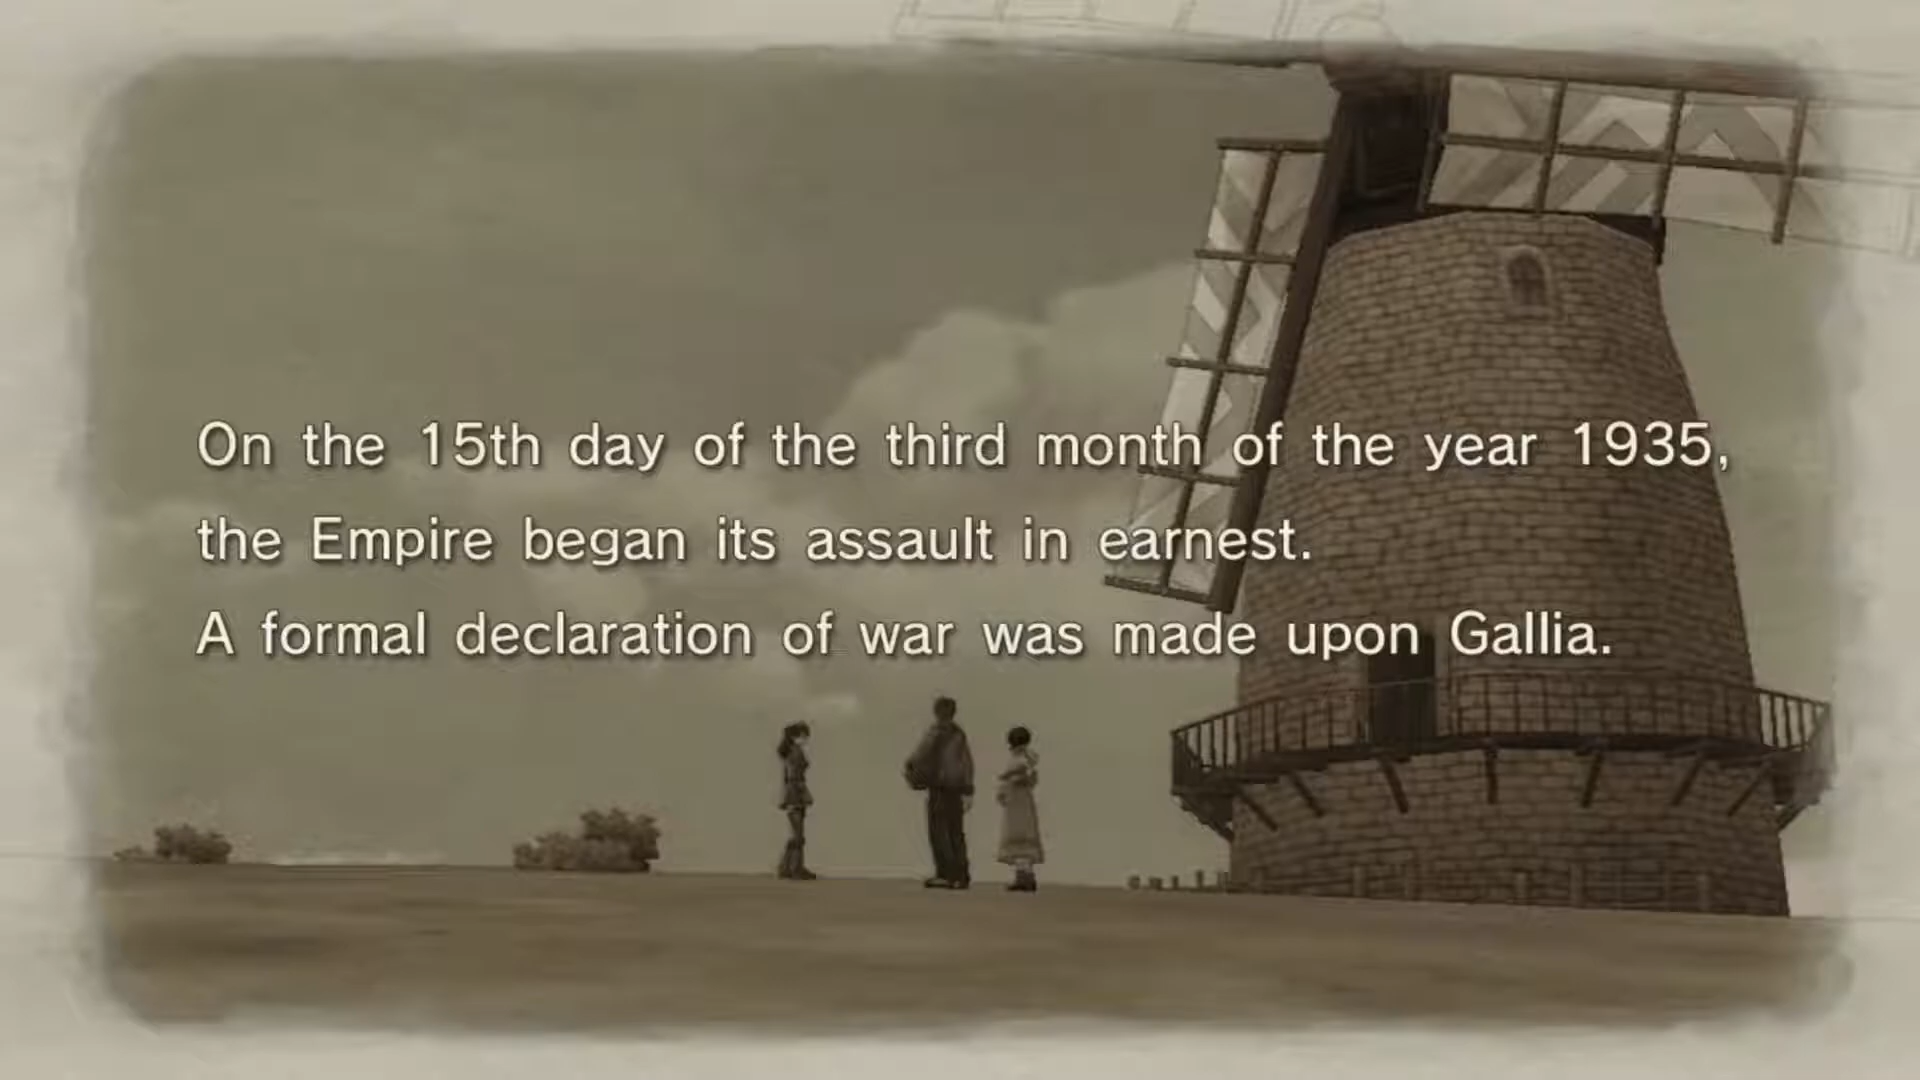 On the 15th day of the third month of the year 1935,
the Empire began its assault in earnest.
A formal declaration of war was made upon Gallia.